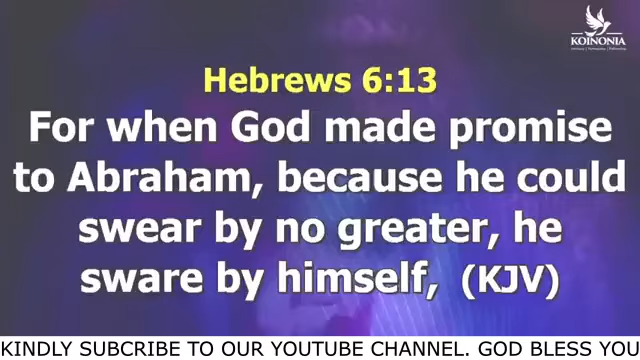 KOINONIA
Hebrews 6:13
For when God made promise
to Abraham, because he could
swear by no greater, he
sware by himself, (KJV)
KINDLY SUBCRIBE TO OUR YOUTUBE CHANNEL. GOD BLESS YOU